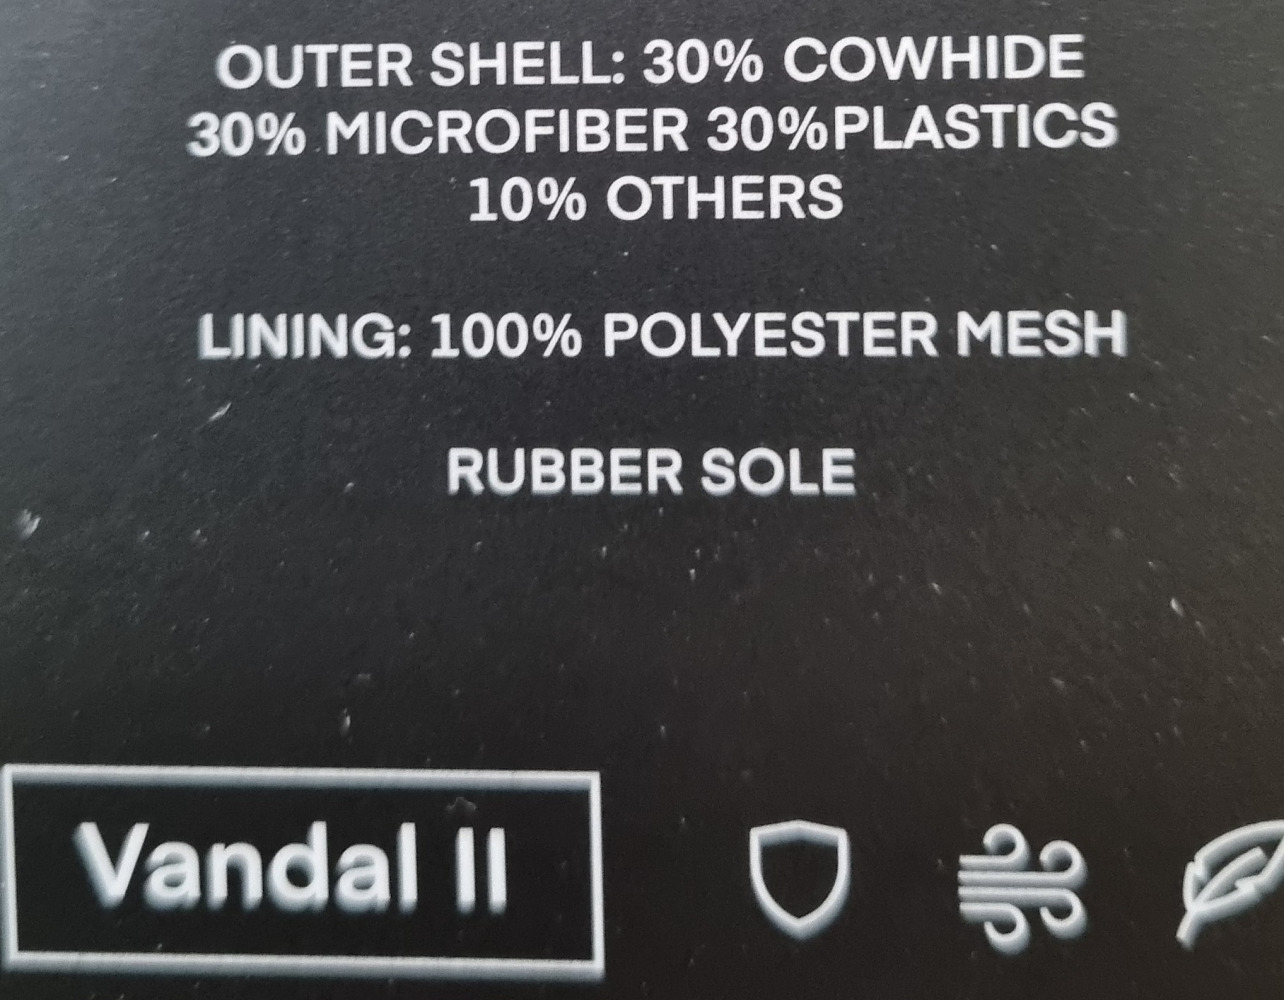 OUTER SHELL: 30% COWHIDE
30% MICROFIBER 30%PLASTICS
10% OTHERS
LINING: 100% POLYESTER MESH
RUBBER SOLE
Vandal II